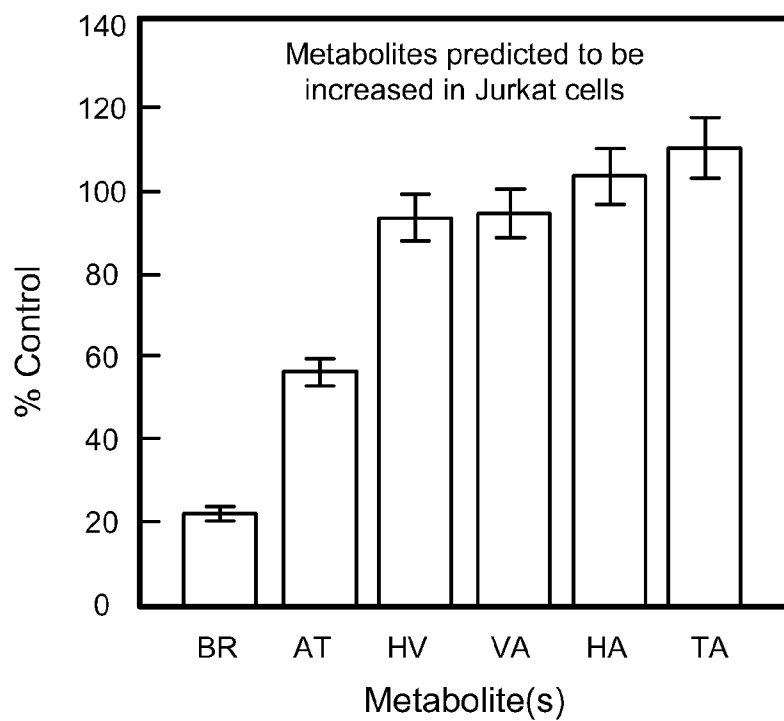 Metabolites predicted to be
increased in Jurkat cells
% Control
140
120
100
80
60
40
20
0
BR AT HV VA HA TA
Metabolite(s)